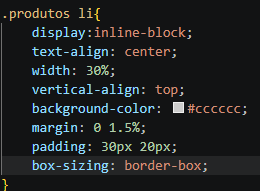 .produtos li{
display:inline-block;
text-align: center;
width: 30%;
vertical-align: top;
background-color: #cccccc;
margin: 0 1.5%;
padding: 30px 20px;
box-sizing: border-box;
}